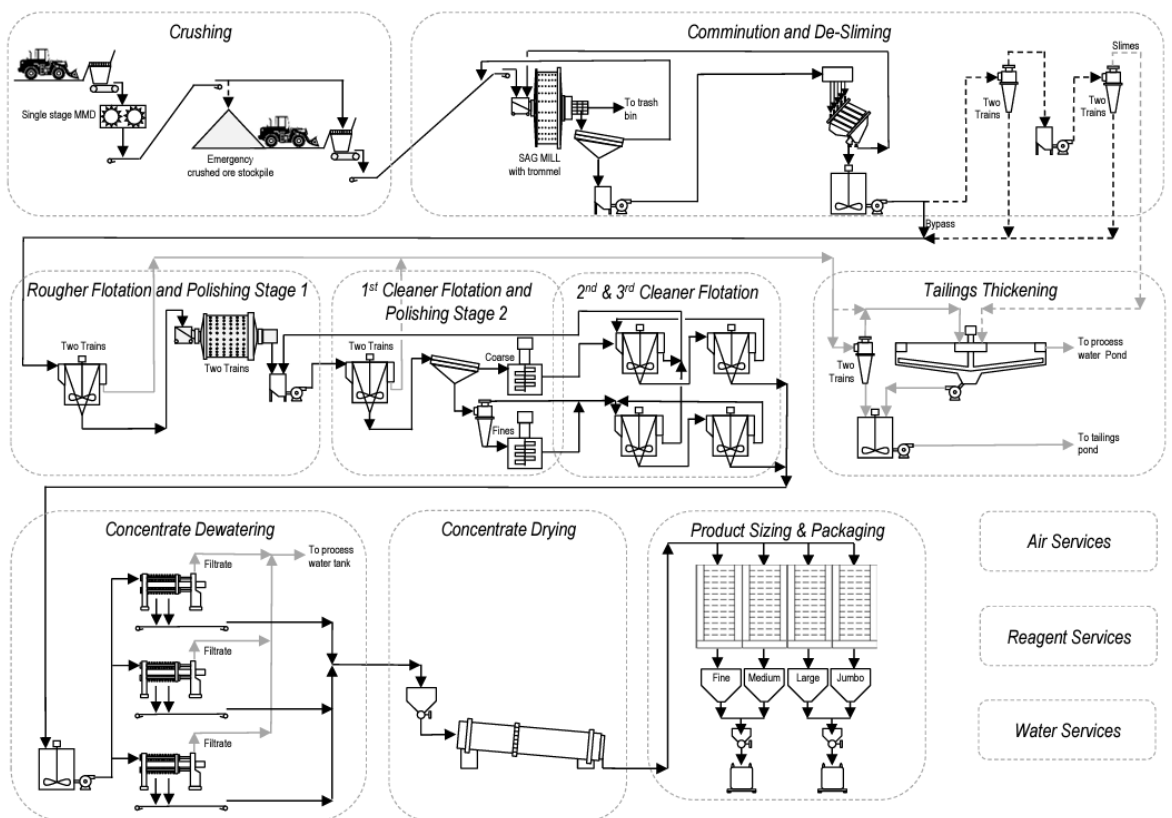 Crushing
Single stage MMD
Emergency
crushed ore stockpile
Comminution and De-Sliming
To trash
bin
SAG MILL
with trommel
Two
Trains
Two
Trains
Slimes
Bypass
Rougher Flotation and Polishing Stage 1
Two Trains
Two Trains
1st Cleaner Flotation and
Polishing Stage 2
Two Trains
Coarse
Fines
2nd & 3rd Cleaner Flotation
Tailings Thickening
Two
Trains
To process
water Pond
To tailings
pond
Concentrate Dewatering
Filtrate
Filtrate
Filtrate
To process
water tank
Concentrate Drying
Product Sizing & Packaging
Fine
Medium
Large
Jumbo
Air Services
Reagent Services
Water Services